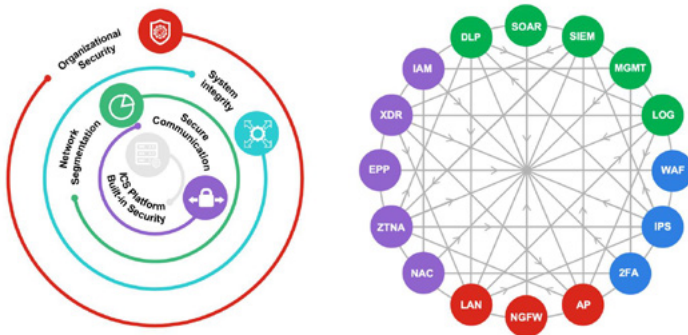 Organizational
Security
System
integrity
Network
Segmentation
Secure
Communication
ICS Platform
Built-in Security
SOAR
DLP
SIEM
IAM
MGMT
XDR
LOG
EPP
WAF
ZTNA
IPS
NAC
2FA
LAN
NGFW
AP